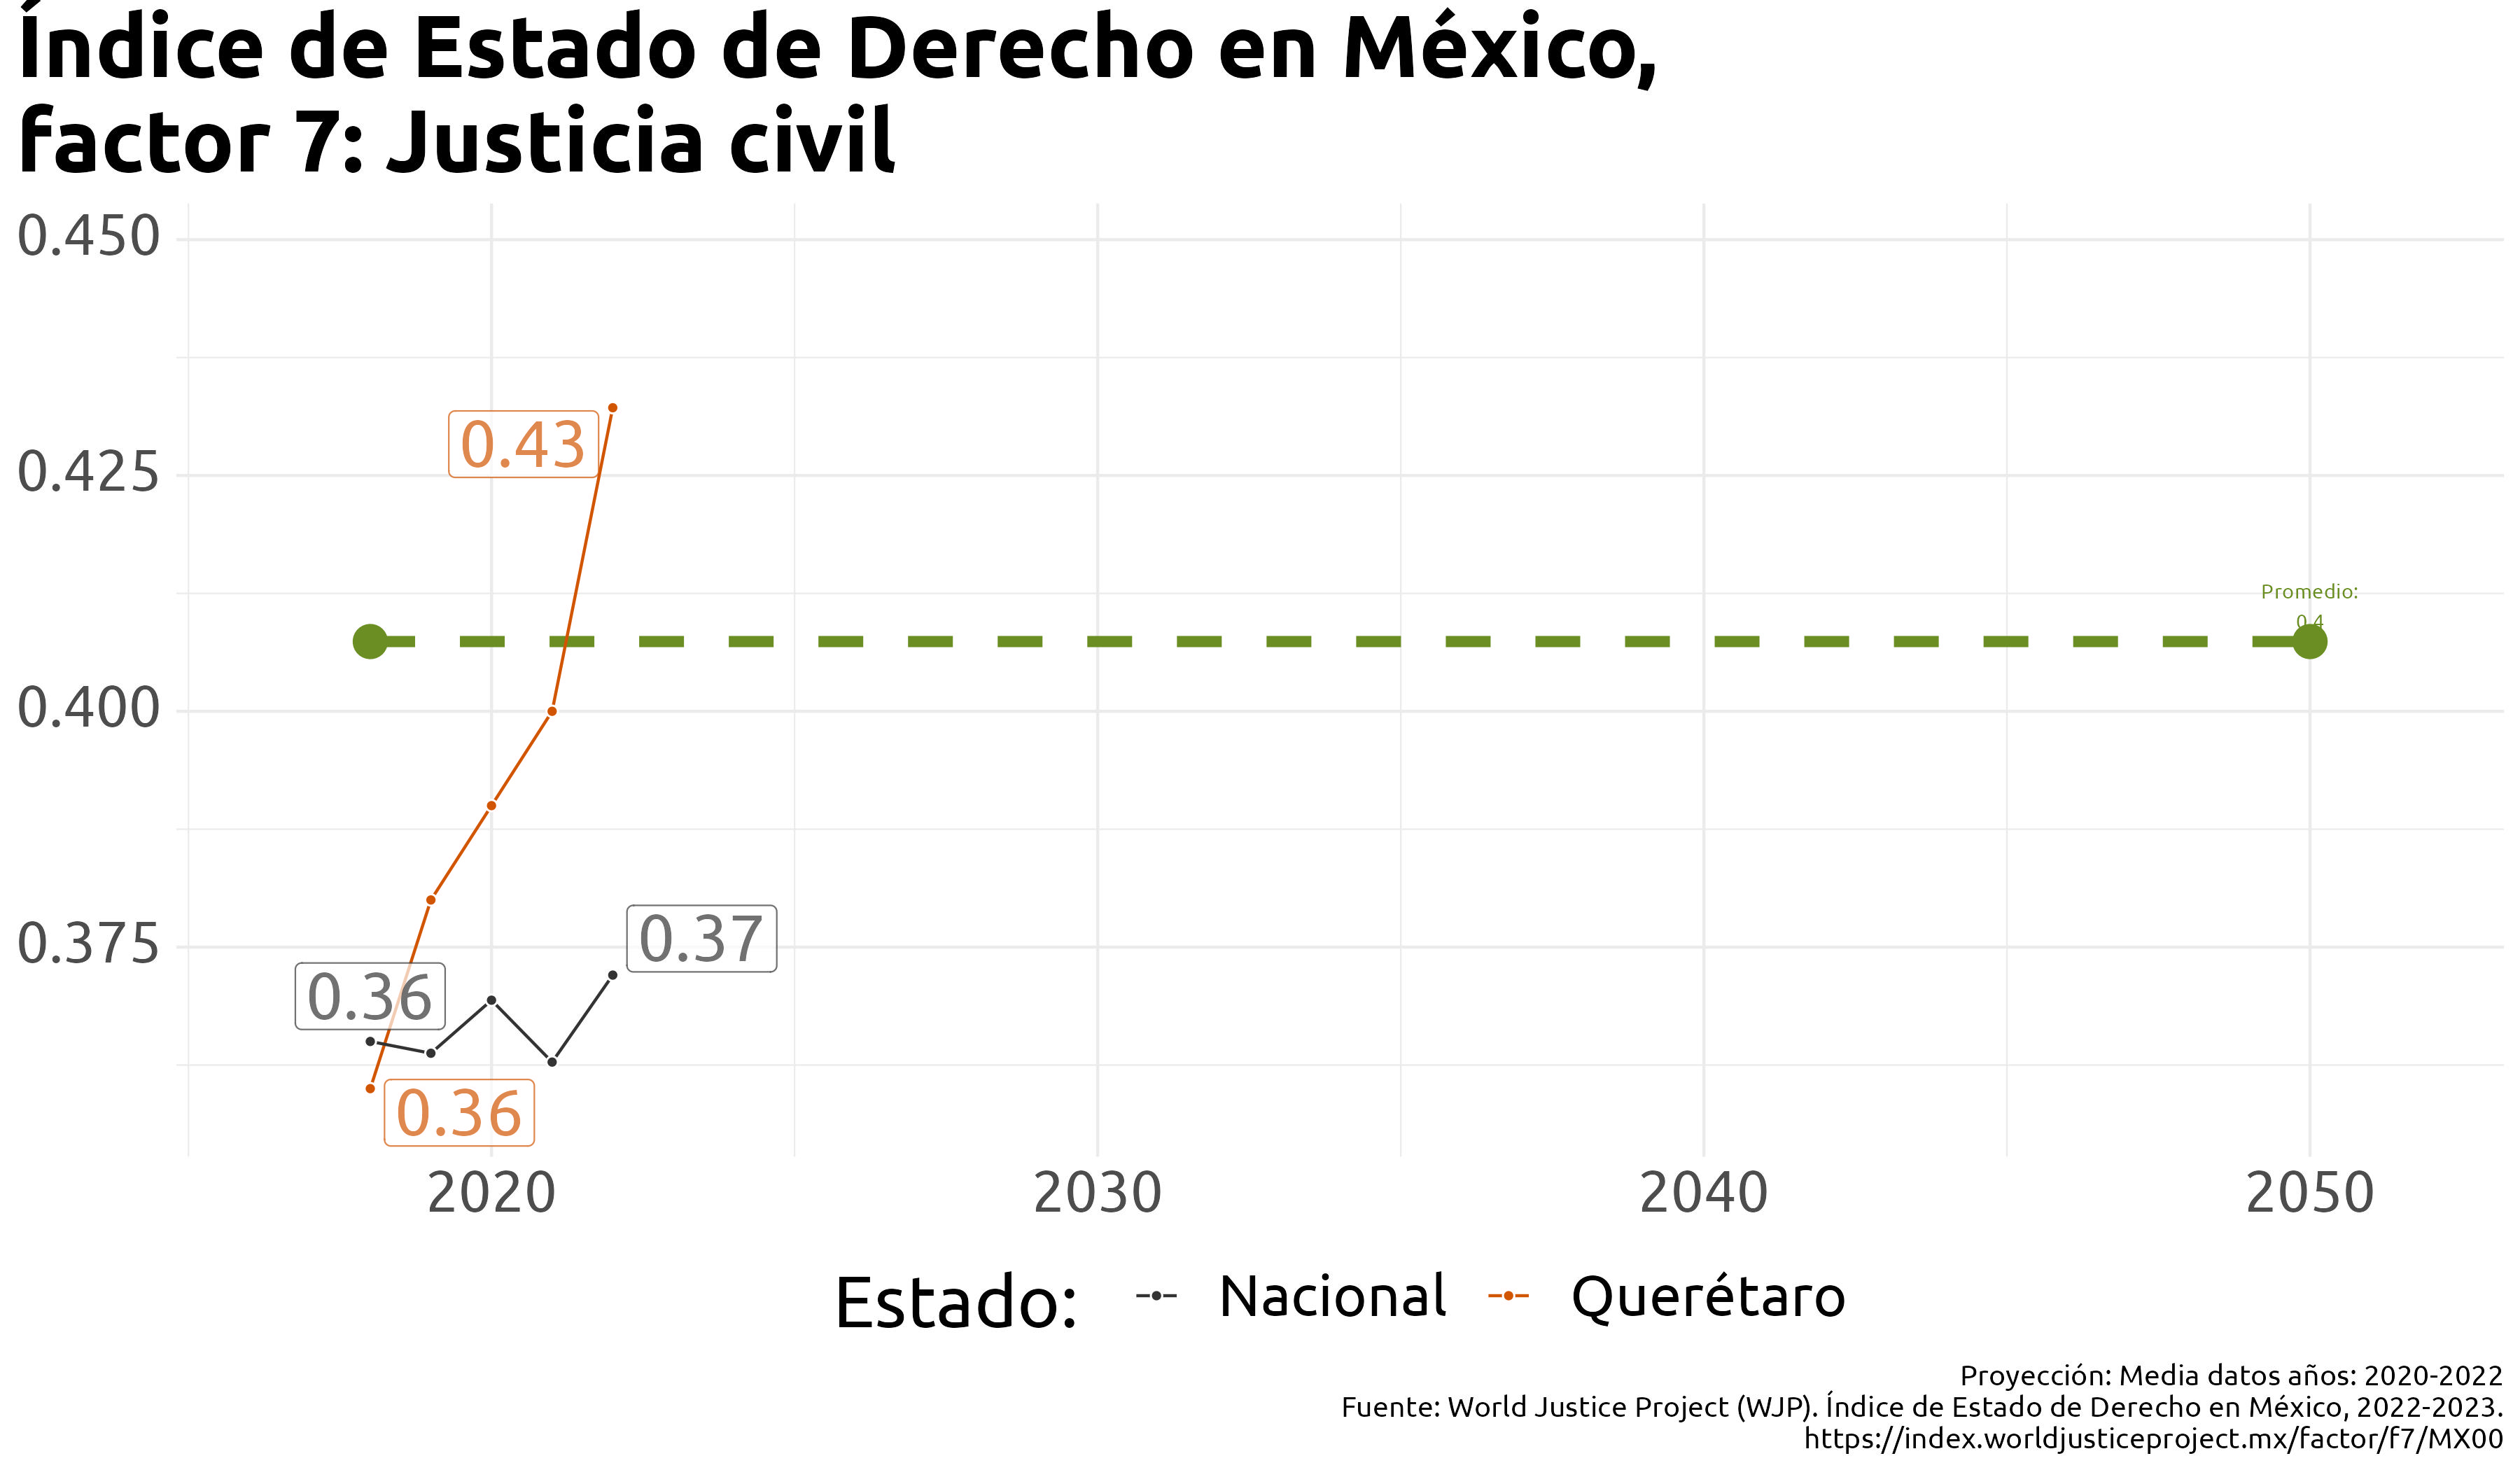 Índice de Estado de Derecho en México,
factor 7: Justicia civil
0.450
0.425
0.400
0.375
0.43
0.37
0.36
0.36
Promedio:
0.4
2020
2030
2040
2050
Estado:
Nacional
Querétaro
Proyección: Media datos años: 2020-2022
Fuente: World Justice Project (WJP). Índice de Estado de Derecho en México, 2022-2023.
https://index.worldjusticeproject.mx/factor/f7/MX00